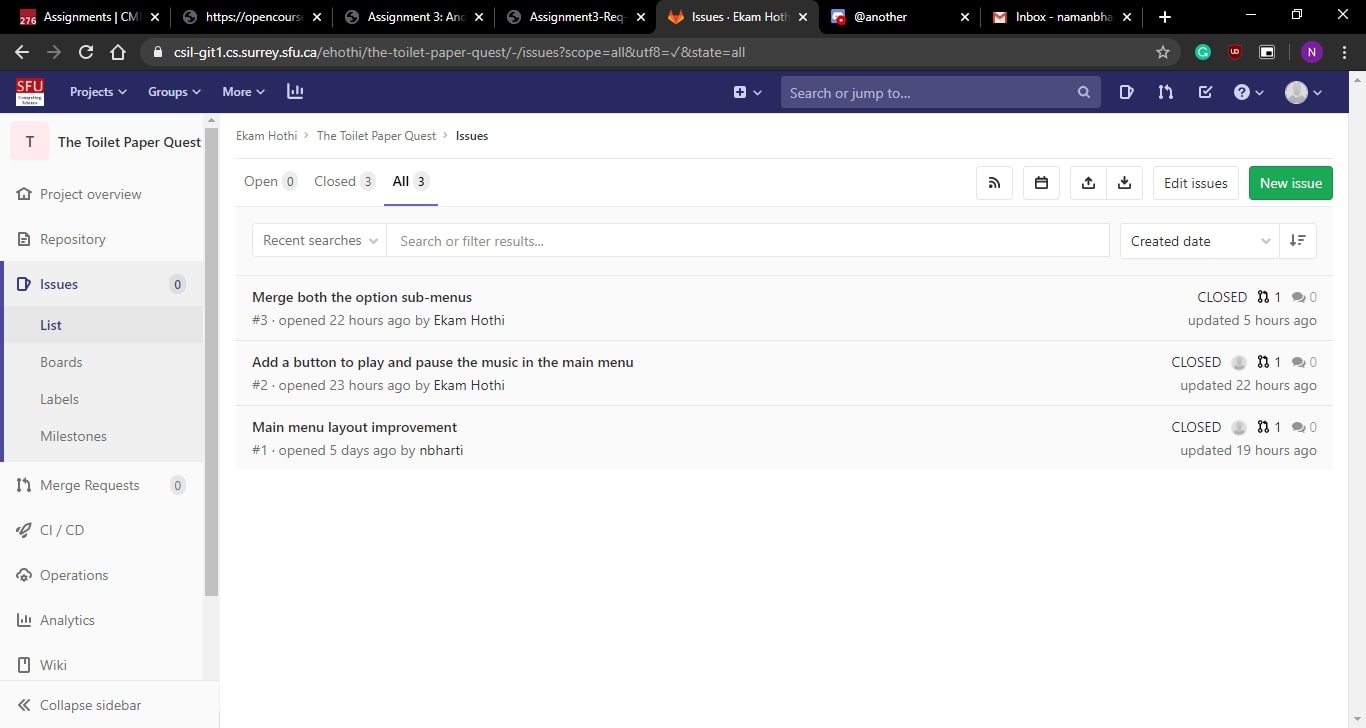 Assignments | CM
https://opencours
Assignment 3: And
Assignment3-Req
Issues · Ekam Hoth
@another
Inbox - namanbha
csil-git1.cs.surrey.sfu.ca/ehothi/the-toilet-paper-quest/-/issues?scope=all&utf8=✓&state=all
N
SFU
Computing
Science
Projects
Groups
More
Search or jump to...
T
The Toilet Paper Quest
Project overview
Repository
Issues 0
List
Boards
Labels
Milestones
Merge Requests 0
CI / CD
Operations
Analytics
Wiki
Collapse sidebar
Ekam Hothi > The Toilet Paper Quest > Issues
Open 0 Closed 3 All 3
Edit issues
New issue
Recent searches
Search or filter results...
Created date
Merge both the option sub-menus
CLOSED 1 0
#3 · opened 22 hours ago by Ekam Hothi
updated 5 hours ago
Add a button to play and pause the music in the main menu
CLOSED 1 0
#2 · opened 23 hours ago by Ekam Hothi
updated 22 hours ago
Main menu layout improvement
CLOSED 1 0
#1 · opened 5 days ago by nbharti
updated 19 hours ago